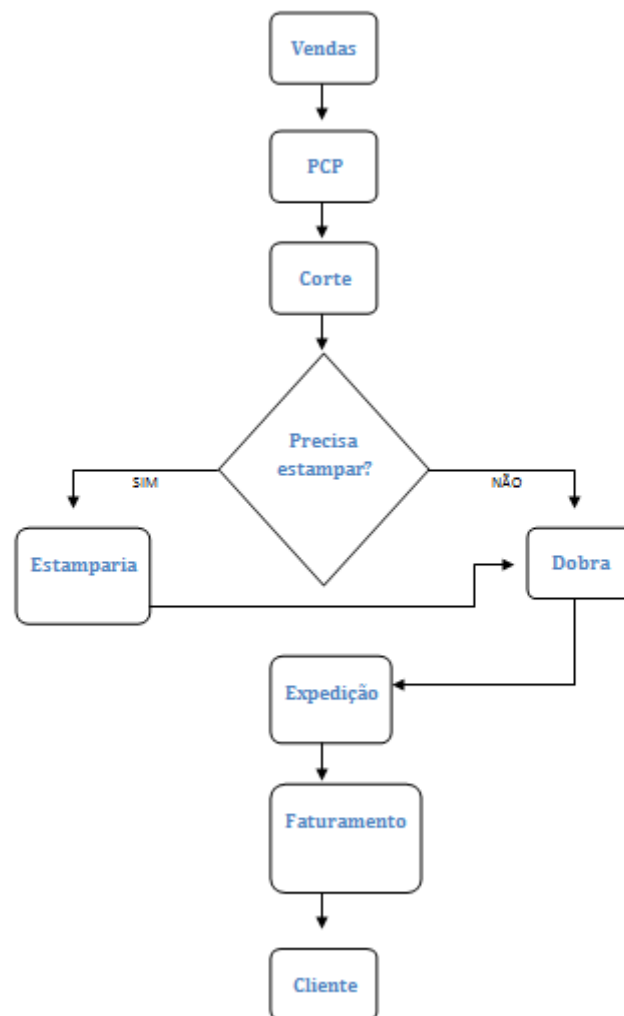 Vendas
PCP
Corte
Precisa
estampar?
SIM
NÃO
Estamparia
Dobra
Expedição
Faturamento
Cliente